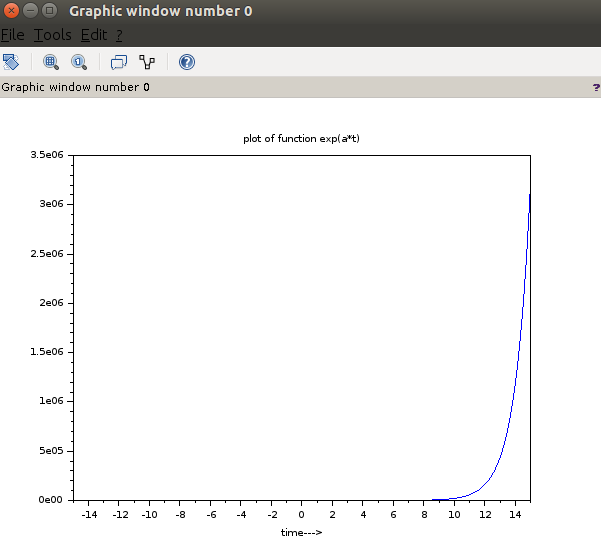 Graphic window number 0
File Tools Edit ?
1 ?
Graphic window number 0 ?
plot of function exp(a*t)
3.5e06
3e06
2.5e06
2e06
1.5e06
1e06
5e05
0e00
-14 -12 -10 -8 -6 -4 -2 0 2 4 6 8 10 12 14
time--->